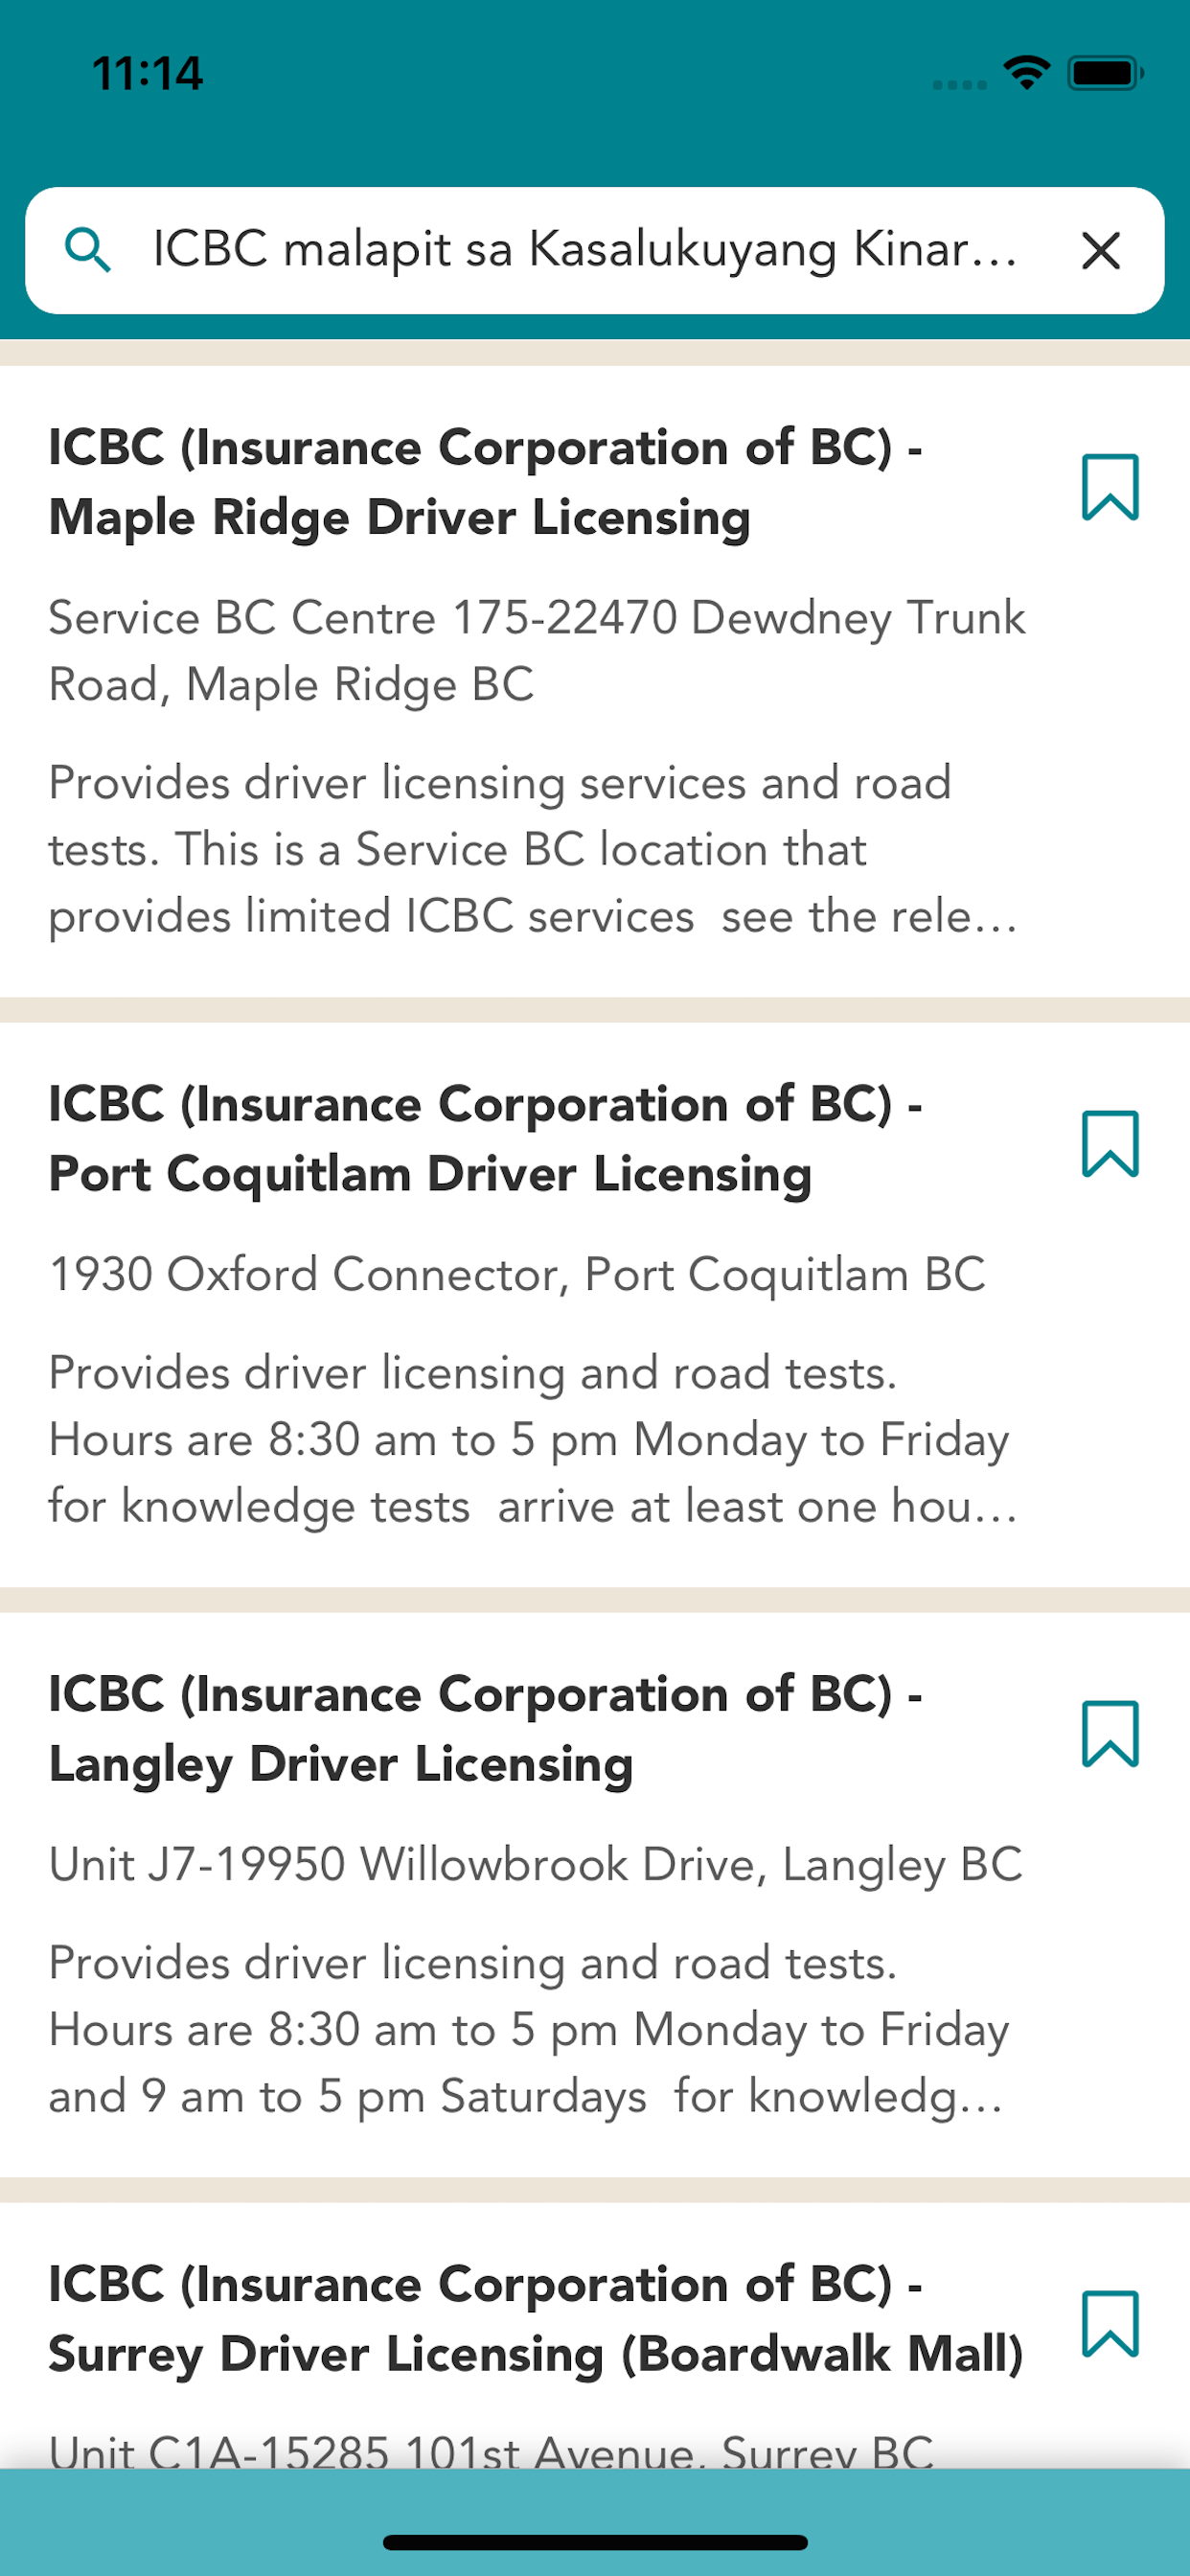 11:14
ICBC malapit sa Kasalukuyang Kinar...
ICBC (Insurance Corporation of BC) -
Maple Ridge Driver Licensing
Service BC Centre 175-22470 Dewdney Trunk
Road, Maple Ridge BC
Provides driver licensing services and road
tests. This is a Service BC location that
provides limited ICBC services  see the rele...
ICBC (Insurance Corporation of BC) -
Port Coquitlam Driver Licensing
1930 Oxford Connector, Port Coquitlam BC
Provides driver licensing and road tests.
Hours are 8:30 am to 5 pm Monday to Friday
for knowledge tests  arrive at least one hou...
ICBC (Insurance Corporation of BC) -
Langley Driver Licensing
Unit J7-19950 Willowbrook Drive, Langley BC
Provides driver licensing and road tests.
Hours are 8:30 am to 5 pm Monday to Friday
and 9 am to 5 pm Saturdays  for knowledg...
ICBC (Insurance Corporation of BC) -
Surrey Driver Licensing (Boardwalk Mall)
Unit C1A-15285 101st Avenue, Surrey BC